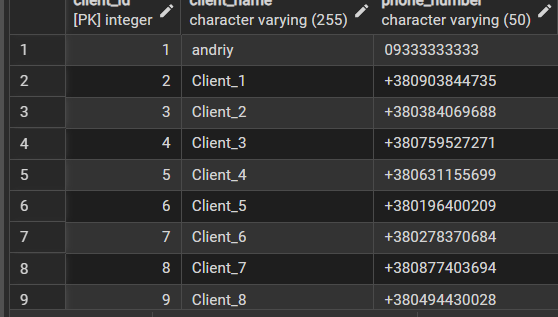 client_id client_name phone_number
[PK] integer character varying (255) character varying (50)
1 1 andriy 09333333333
2 2 Client_1 +380903844735
3 3 Client_2 +380384069688
4 4 Client_3 +380759527271
5 5 Client_4 +380631155699
6 6 Client_5 +380196400209
7 7 Client_6 +380278370684
8 8 Client_7 +380877403694
9 9 Client_8 +380494430028